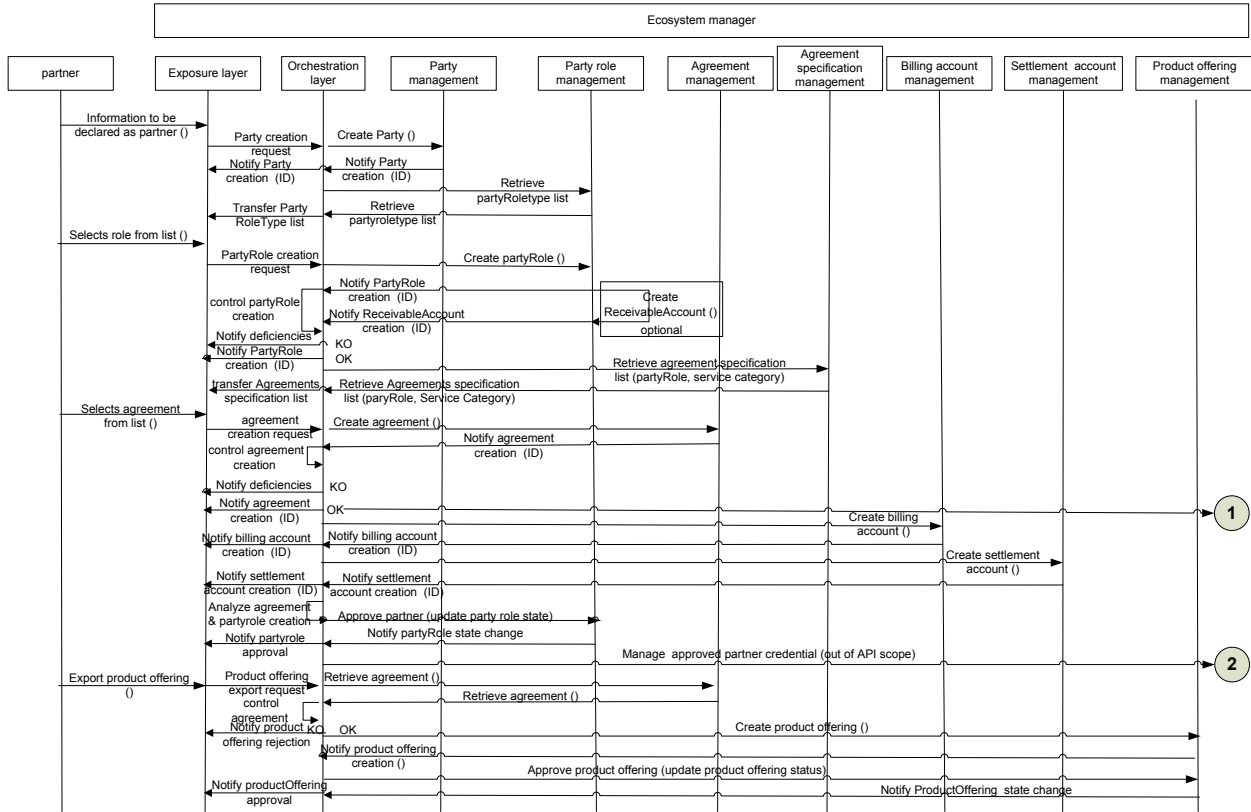 Ecosystem manager
partner
Exposure layer
Orchestration
layer
Party
management
Party role
management
Agreement
management
Agreement
specification
management
Billing account
management
Settlement account
management
Product offering
management
Information to be
declared as partner ()
Party creation
request
Create Party ()
Notify Party
creation (ID)
Notify Party
creation (ID)
Retrieve
partyRoletype list
Transfer Party
RoleType list
Retrieve
partyroletype list
Selects role from list ()
PartyRole creation
request
Create partyRole ()
Notify PartyRole
creation (ID)
control partyRole
creation
Create
ReceivableAccount ()
optional
Notify ReceivableAccount
creation (ID)
Notify deficiencies
KO
Notify PartyRole
creation (ID)
OK
Retrieve agreement specification
list (partyRole, service category)
transfer Agreements
specification list
Retrieve Agreements specification
list (paryRole, Service Category)
Selects agreement
from list ()
agreement
creation request
Create agreement ()
Notify agreement
creation (ID)
control agreement
creation
Notify deficiencies
KO
Notify agreement
creation (ID)
OK
1
Create billing
account ()
Notify billing account
creation (ID)
Notify billing account
creation (ID)
Create settlement
account ()
Notify settlement
account creation (ID)
Notify settlement
account creation (ID)
Analyze agreement
& partyrole creation
Approve partner (update party role state)
Notify partyrole
approval
Notify partyRole state change
Manage approved partner credential (out of API scope)
2
Export product offering
()
Product offering
export request
Retrieve agreement ()
control
agreement
Retrieve agreement ()
Notify product
offering rejection
KO
OK
Create product offering ()
Notify product offering
creation ()
Approve product offering (update product offering status)
Notify productOffering
approval
Notify ProductOffering state change